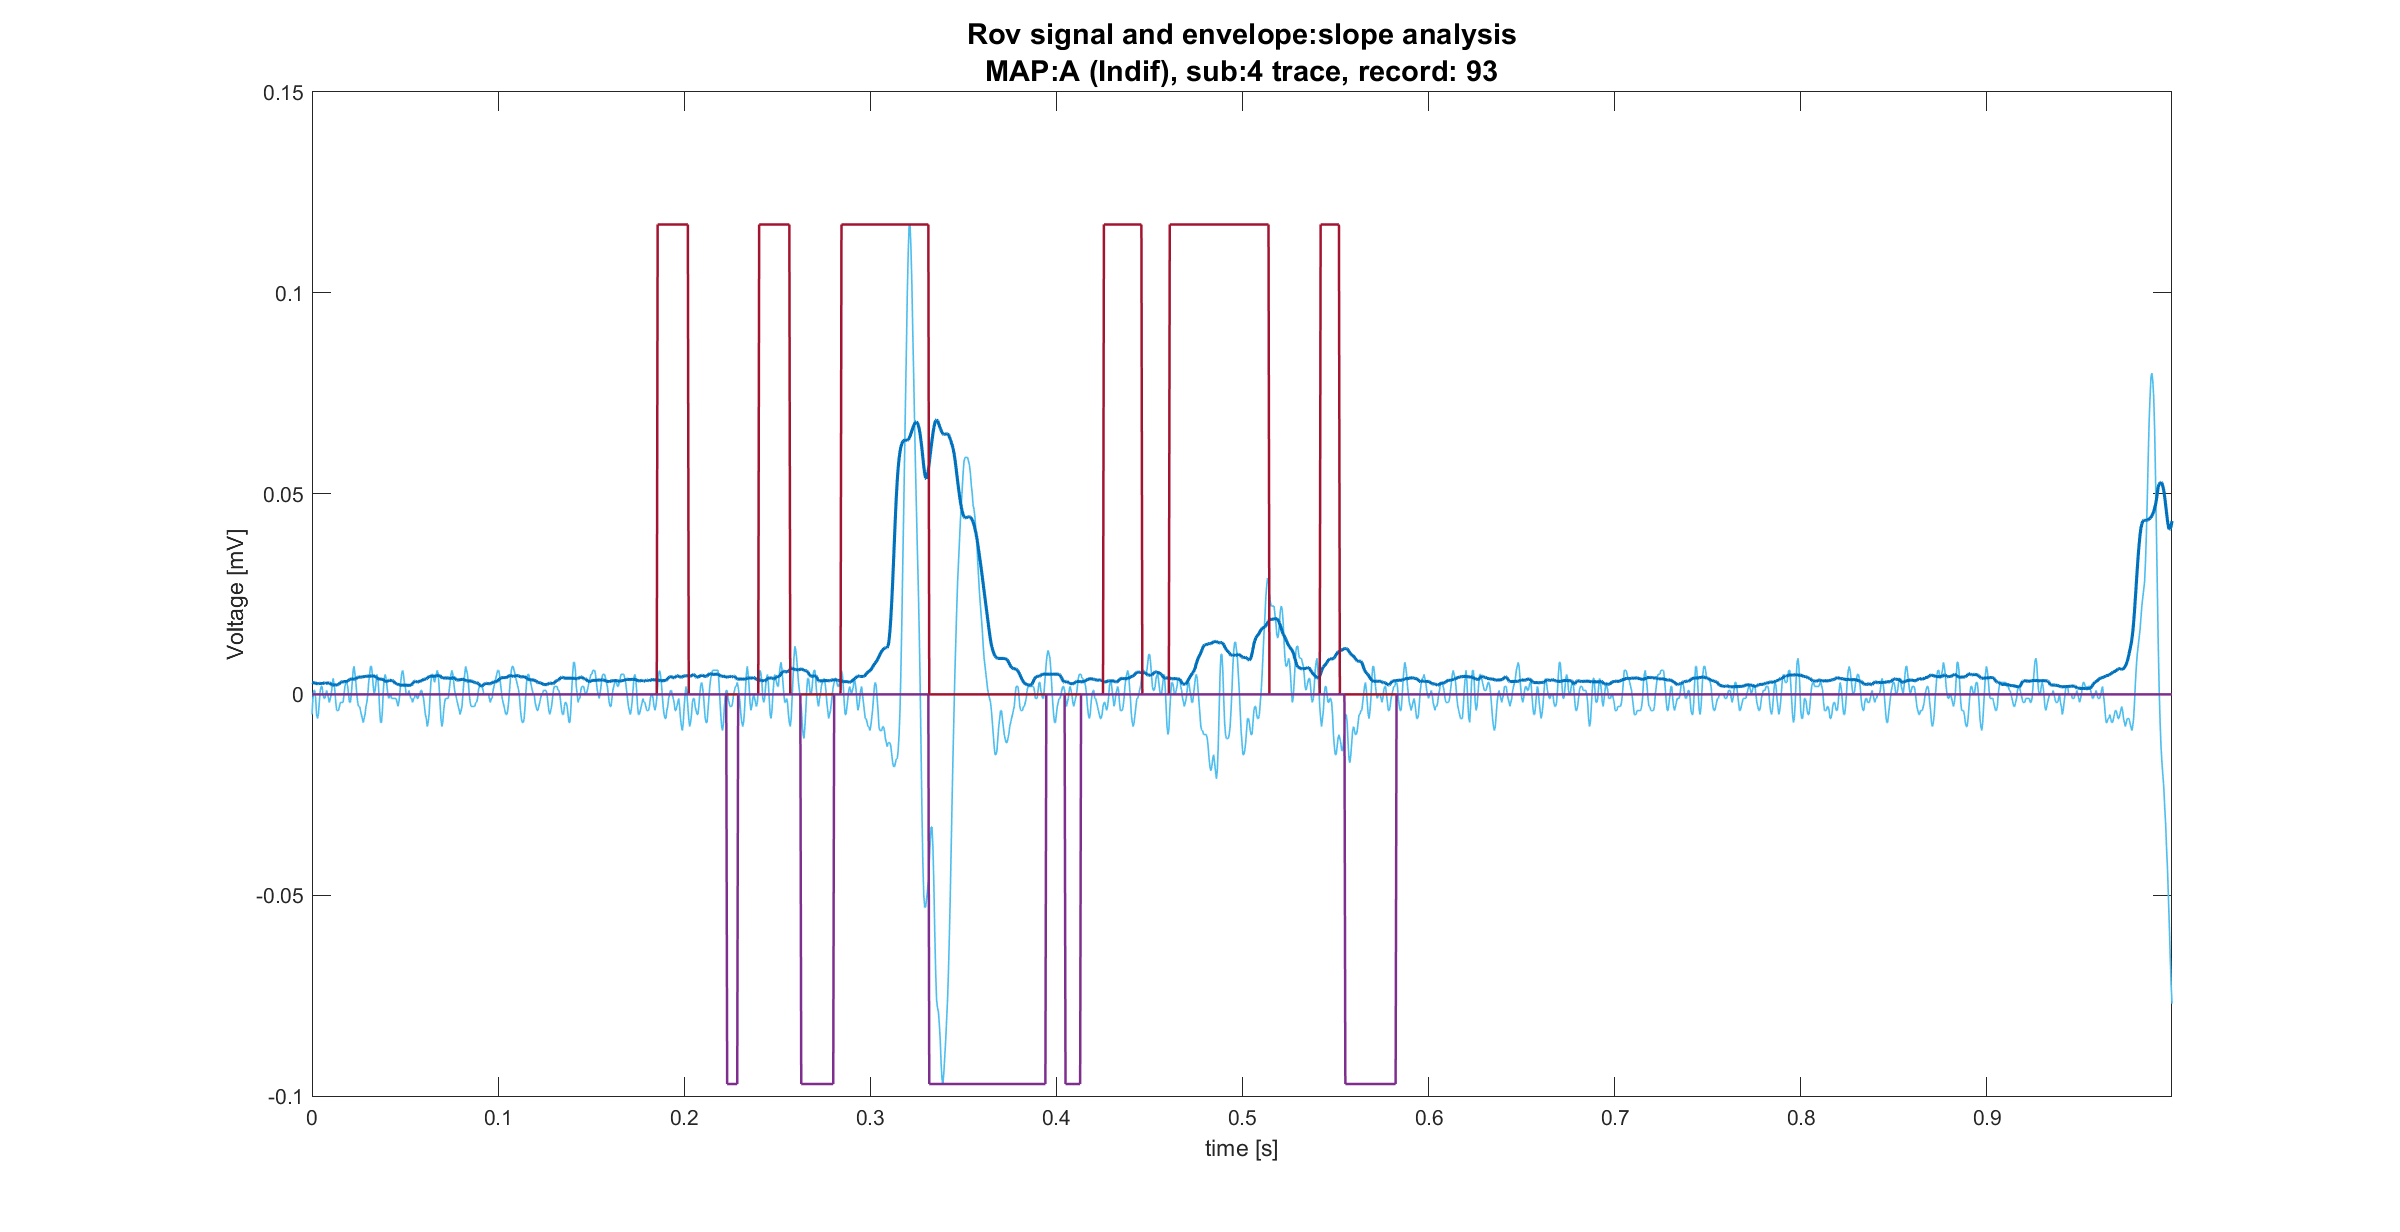 Rov signal and envelope:slope analysis
MAP:A (Indif), sub:4 trace, record: 93
0.15
0.1
0.05
0
-0.05
-0.1
Voltage [mV]
0 0.1 0.2 0.3 0.4 0.5 0.6 0.7 0.8 0.9
time [s]